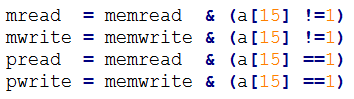 mread = memread & (a[15] !=1)
mwrite = memwrite & (a[15] !=1)
pread = memread & (a[15] ==1)
pwrite = memwrite & (a[15] ==1)